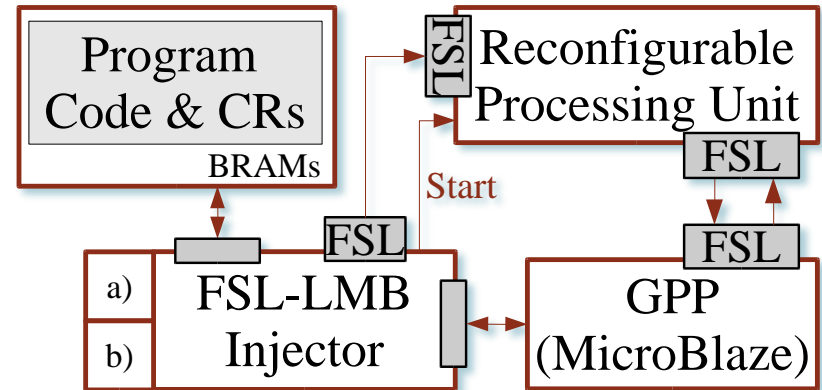 Program
Code & CRs
BRAMs
FSL
Reconfigurable
Processing Unit
FSL
Start
FSL
FSL
a)
b)
FSL-LMB
Injector
GPP
(MicroBlaze)